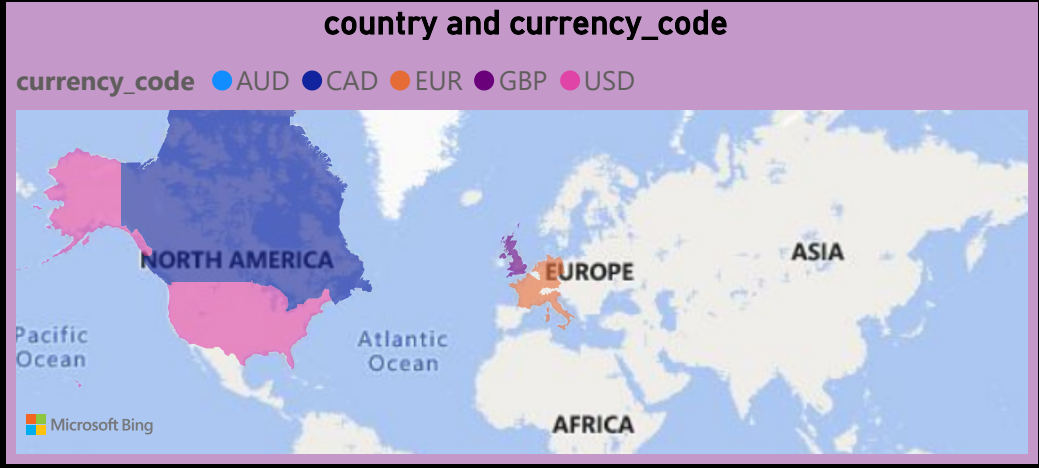 country and currency_code
currency_code AUD CAD EUR GBP USD
NORTH AMERICA
EUROPE
ASIA
Pacific
Ocean
Atlantic
Ocean
AFRICA
Microsoft Bing